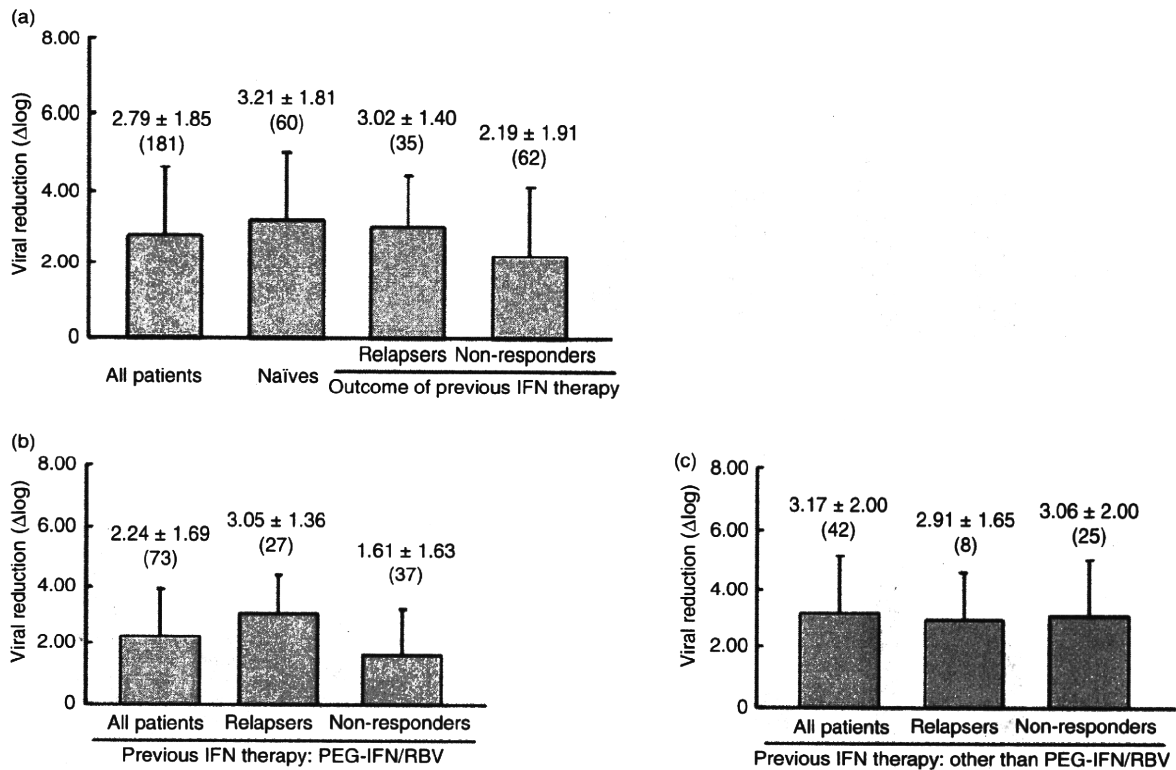 (a)
8.00
6.00
4.00
2.00
0
Viral reduction (Δlog)
2.79 ± 1.85
(181)
3.21 ± 1.81
(60)
3.02 ± 1.40
(35)
2.19 ± 1.91
(62)
All patients
Naïves
Relapsers
Non-responders
Outcome of previous IFN therapy
(b)
8.00
6.00
4.00
2.00
0
Viral reduction (Δlog)
2.24 ± 1.69
(73)
3.05 ± 1.36
(27)
1.61 ± 1.63
(37)
All patients
Relapsers
Non-responders
Previous IFN therapy: PEG-IFN/RBV
(c)
8.00
6.00
4.00
2.00
0
Viral reduction (Δlog)
3.17 ± 2.00
(42)
2.91 ± 1.65
(8)
3.06 ± 2.00
(25)
All patients
Relapsers
Non-responders
Previous IFN therapy: other than PEG-IFN/RBV